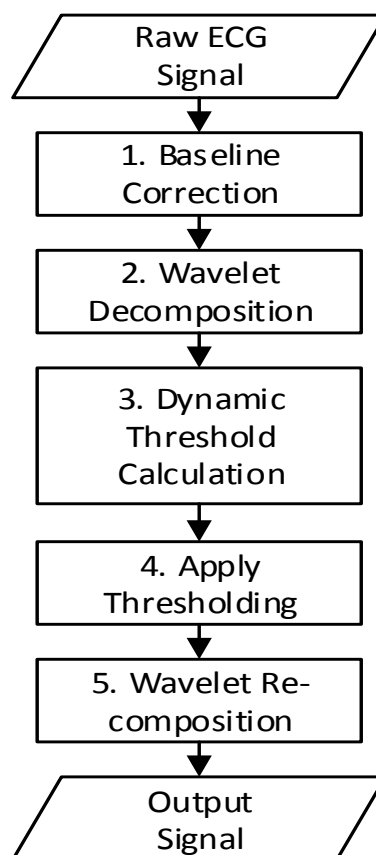 Raw ECG
Signal
1. Baseline
Correction
2. Wavelet
Decomposition
3. Dynamic
Threshold
Calculation
4. Apply
Thresholding
5. Wavelet Re-
composition
Output
Signal